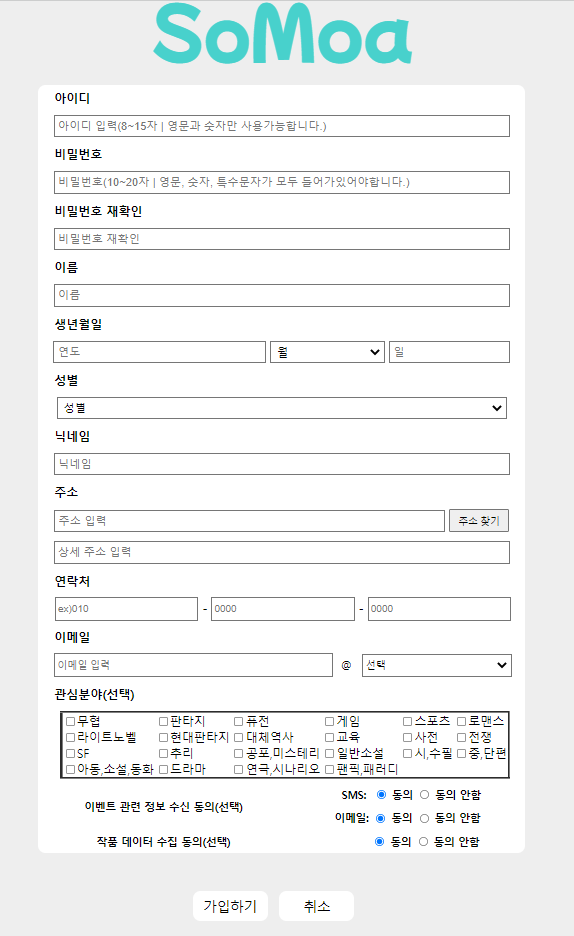 SoMoa
아이디
아이디 입력(8~15자 | 영문과 숫자만 사용가능합니다.)
비밀번호
비밀번호(10~20자 | 영문, 숫자, 특수문자가 모두 들어가있어야합니다.)
비밀번호 재확인
비밀번호 재확인
이름
이름
생년월일
연도 월 일
성별
성별
닉네임
닉네임
주소
주소 입력 주소 찾기
상세 주소 입력
연락처
ex)010 - 0000 - 0000
이메일
이메일 입력 @ 선택
관심분야(선택)
무협 판타지 퓨전 게임 스포츠 로맨스
라이트노벨 현대판타지 대체역사 교육 사전 전쟁
SF 추리 공포,미스테리 일반소설 시,수필 중,단편
아동,소설,동화 드라마 연극,시나리오 팬픽,패러디
이벤트 관련 정보 수신 동의(선택)
SMS: 동의 동의 안함
이메일: 동의 동의 안함
작품 데이터 수집 동의(선택) 동의 동의 안함
가입하기 취소